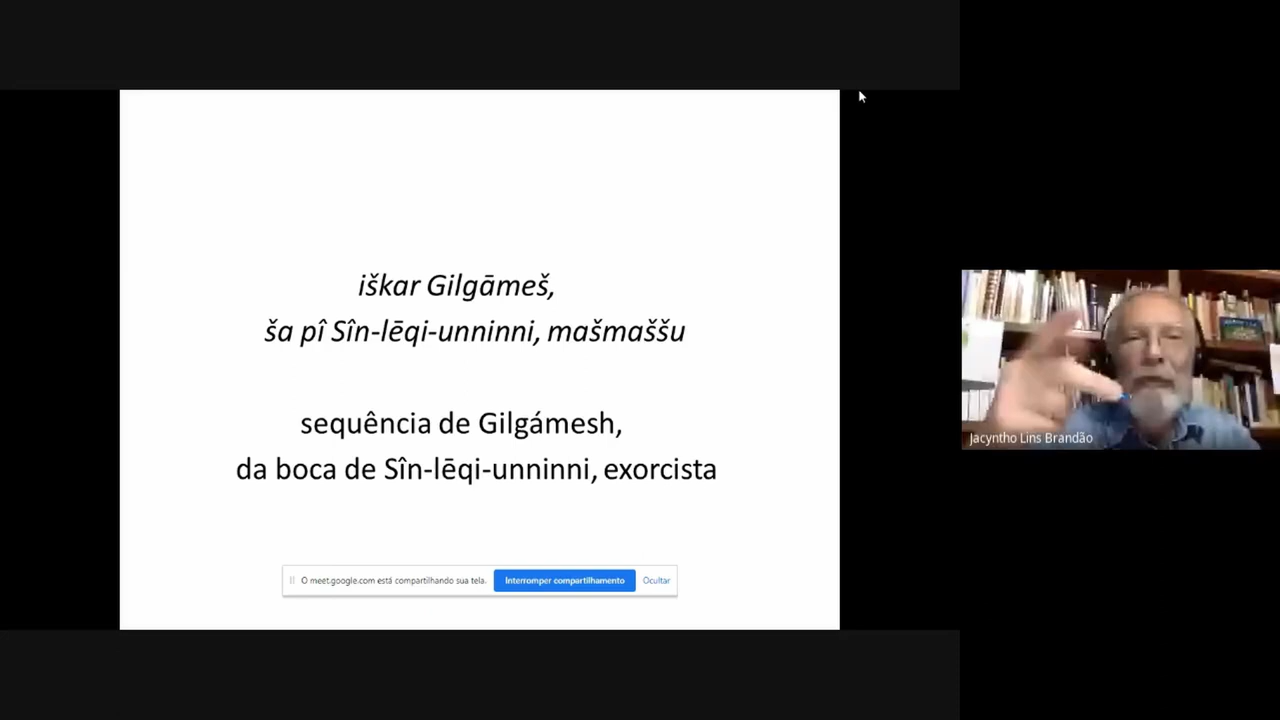 iškar Gilgāmeš,
ša pî Sîn-lēqi-unninni, mašmaššu
sequência de Gilgámesh,
da boca de Sîn-lēqi-unninni, exorcista
O meet.google.com está compartilhando sua tela. Interromper compartilhamento Ocultar
Jacyntho Lins Brandão